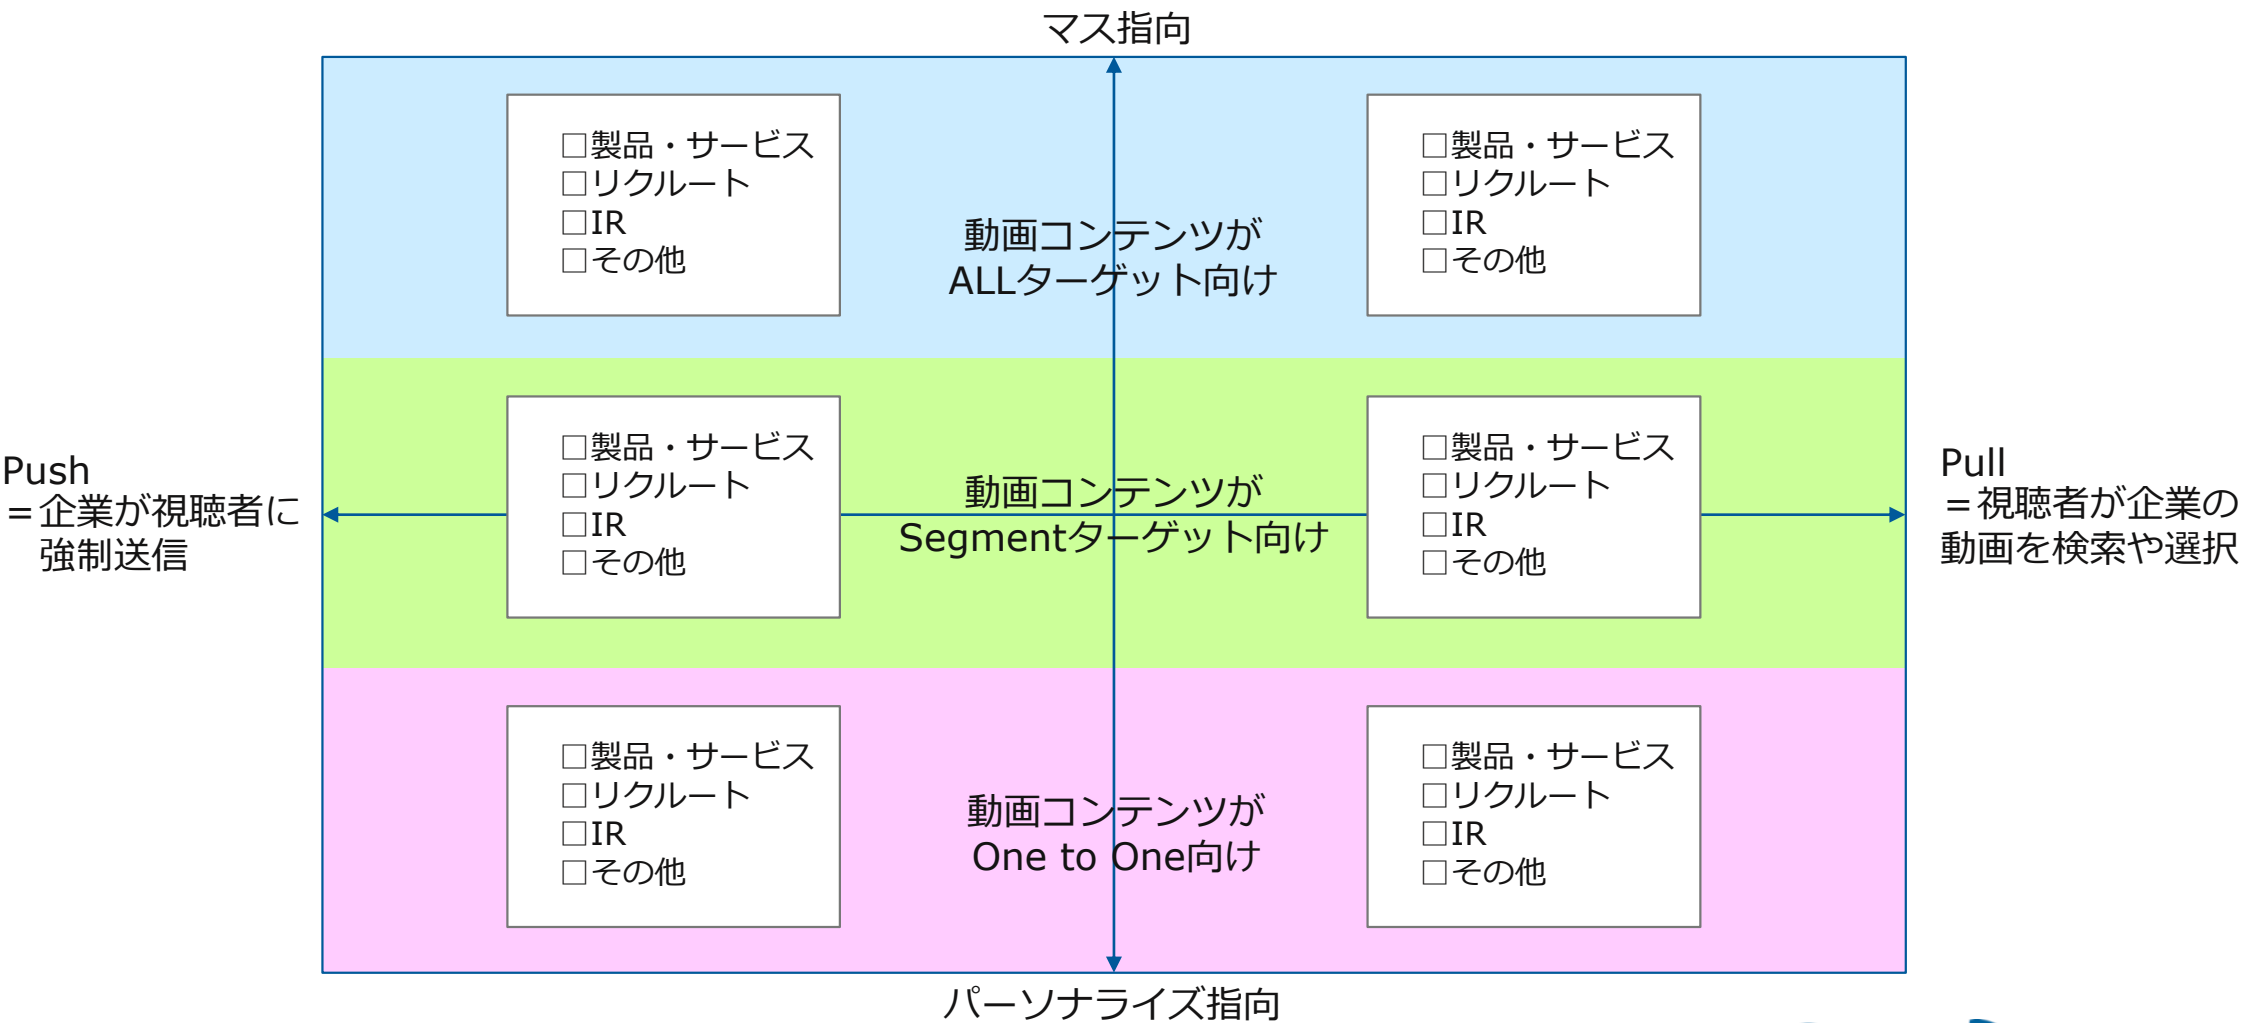 マス指向
□製品・サービス
□リクルート
□IR
□その他
動画コンテンツが
ALLターゲット向け
□製品・サービス
□リクルート
□IR
□その他
Push
＝企業が視聴者に
強制送信
□製品・サービス
□リクルート
□IR
□その他
動画コンテンツが
Segmentターゲット向け
□製品・サービス
□リクルート
□IR
□その他
Pull
＝視聴者が企業の
動画を検索や選択
□製品・サービス
□リクルート
□IR
□その他
動画コンテンツが
One to One向け
□製品・サービス
□リクルート
□IR
□その他
パーソナライズ指向